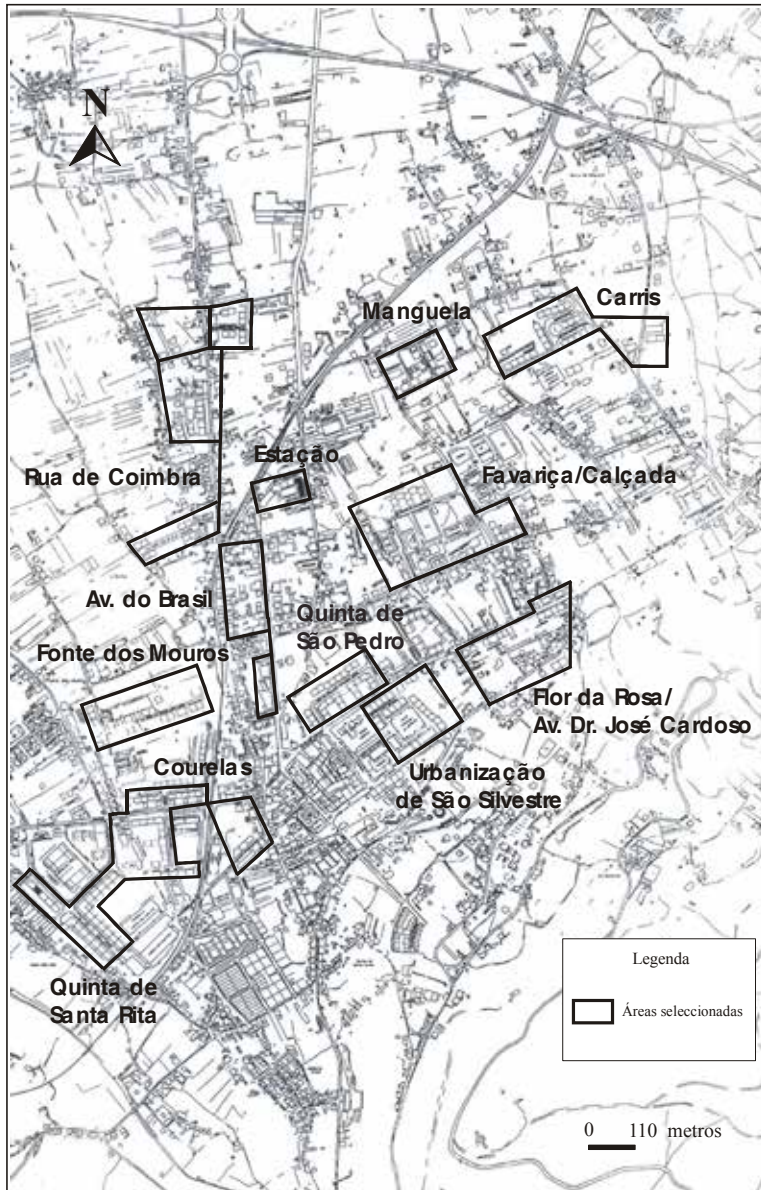 N
Manguela
Carris
Estação
Rua de Coimbra
Favariça/Calçada
Av. do Brasil
Quinta de
São Pedro
Fonte dos Mouros
Flor da Rosa/
Av. Dr. José Cardoso
Courelas
Urbanização
de São Silvestre
Quinta de
Santa Rita
Legenda
Áreas seleccionadas
0 110 metros